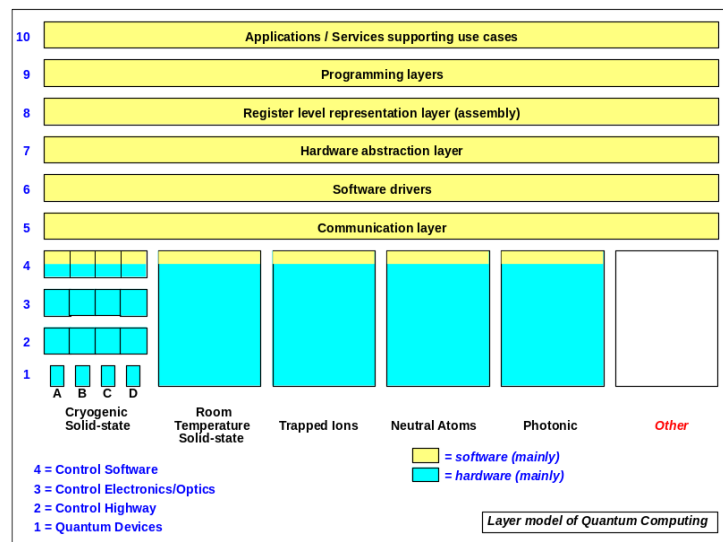 10 Applications / Services supporting use cases
9 Programming layers
8 Register level representation layer (assembly)
7 Hardware abstraction layer
6 Software drivers
5 Communication layer
4
3
2
1
A B C D
Cryogenic
Solid-state
Room
Temperature
Solid-state
Trapped Ions
Neutral Atoms
Photonic
Other
= software (mainly)
= hardware (mainly)
4 = Control Software
3 = Control Electronics/Optics
2 = Control Highway
1 = Quantum Devices
Layer model of Quantum Computing